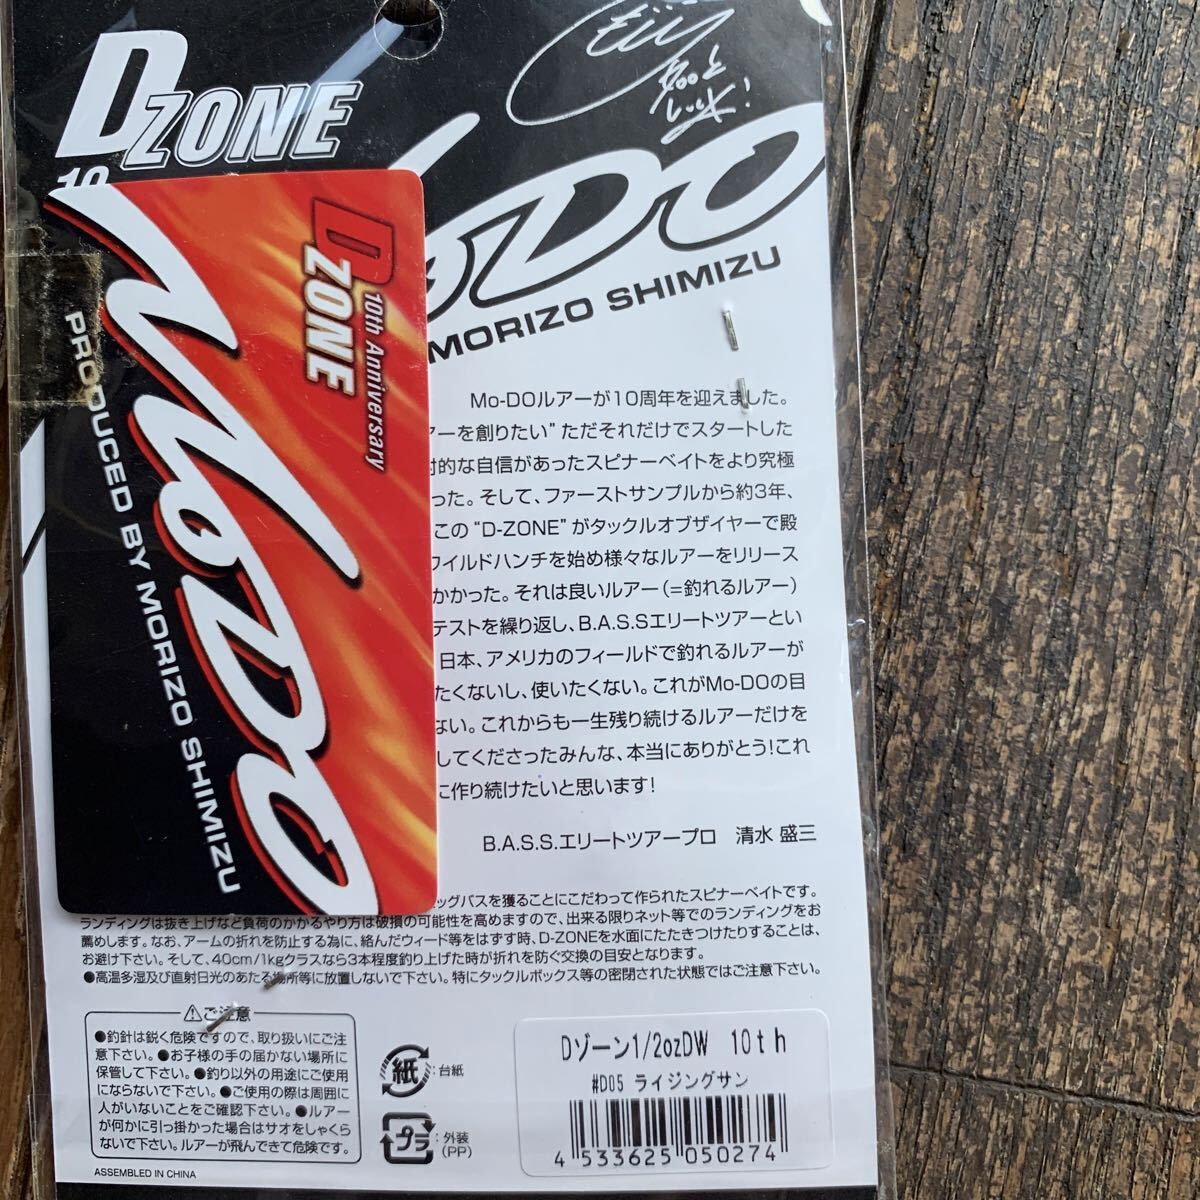 D ZONE
10
Good Luck!
MoDO
MORIZO SHIMIZU
D ZONE
10th Anniversary
MoDO
PRODUCED BY MORIZO SHIMIZU
Mo-DOルアーが10周年を迎えました。
アーを創りたい”ただそれだけでスタートした
対的な自信があったスピナーベイトをより究極
った。そして、ファーストサンプルから約3年、
この“D-ZONE”がタックルオブザイヤーで殿
ワイルドハンチを始め様々なルアーをリリース
かかった。それは良いルアー(=釣れるルアー)
テストを繰り返し、B.A.S.Sエリートツアーとい
日本、アメリカのフィールドで釣れるルアーが
たくないし、使いたくない。これがMo-DOの目
ない。これからも一生残り続けるルアーだけを
してくださったみんな、本当にありがとう!これ
に作り続けたいと思います!
B.A.S.S.エリートツアープロ 清水 盛三
ッグバスを獲ることにこだわって作られたスピナーベイトです。
ランディングは抜き上げなど負荷のかかるやり方は破損の可能性を高めますので、出来る限りネット等でのランディングをお
薦めします。なお、アームの折れを防止する為に、絡んだウィード等をはずす時、D-ZONEを水面にたたきつけたりすることは、
お避け下さい。そして、40cm/1kgクラスなら3本程度釣り上げた時が折れを防ぐ交換の目安となります。
●高温多湿及び直射日光のあたる場所等に放置しないで下さい。特にタックルボックス等の密閉された状態ではご注意下さい。
⚠ご注意
●釣針は鋭く危険ですので、取り扱いにご注
意下さい。●お子様の手の届かない場所に
保管して下さい。●釣り以外の用途にご使用
にならないで下さい。●ご使用の際は周囲に
人がいないことをご確認下さい。●ルアー
が何かに引っ掛かった場合はサオをしゃくら
ないで下さい。ルアーが飛んできて危険です。
ASSEMBLED IN CHINA
紙 :台紙
プラ :外装
(PP)
Dゾーン1/2ozDW 10th
#D05 ライジングサン
4 533625 050274